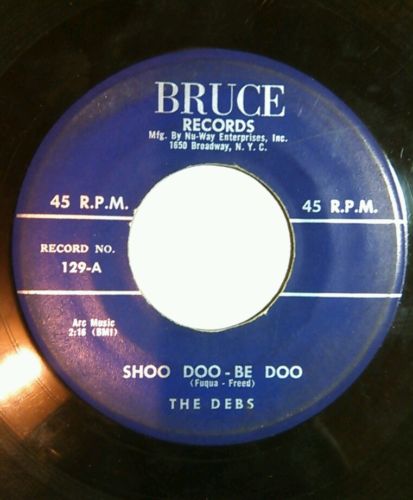 BRUCE
RECORDS
Mfg. By Nu-Way Enterprises, Inc.
1650 Broadway, N. Y. C.
45 R.P.M.
45 R.P.M.
RECORD NO.
129-A
Arc Music
2:16 (BMI)
SHOO DOO-BE DOO
(Fuqua - Freed)
THE DEBS